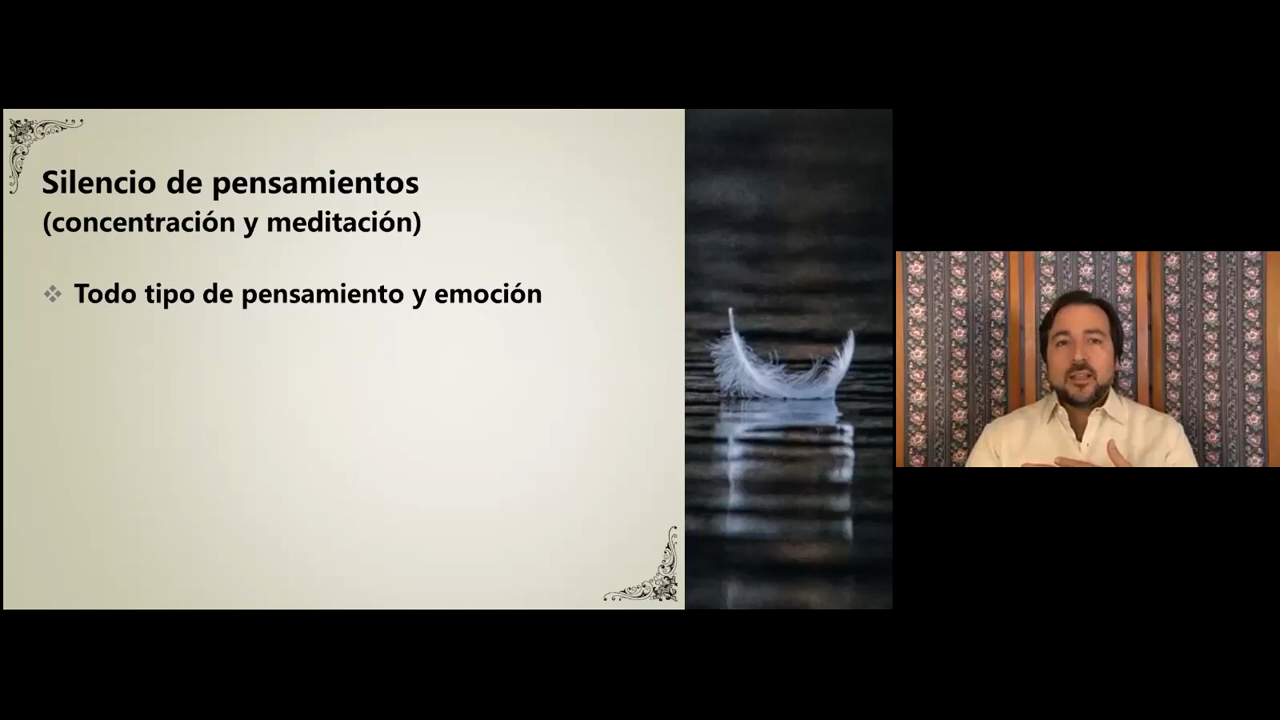 Silencio de pensamientos
(concentración y meditación)
Todo tipo de pensamiento y emoción